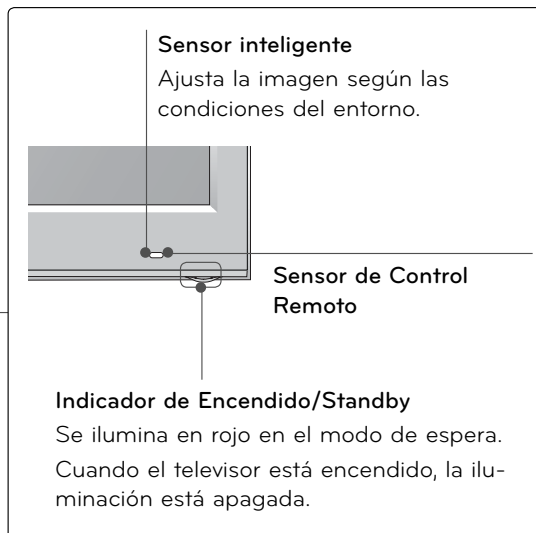 Sensor inteligente
Ajusta la imagen según las
condiciones del entorno.
Sensor de Control
Remoto
Indicador de Encendido/Standby
Se ilumina en rojo en el modo de espera.
Cuando el televisor está encendido, la ilu-
minación está apagada.